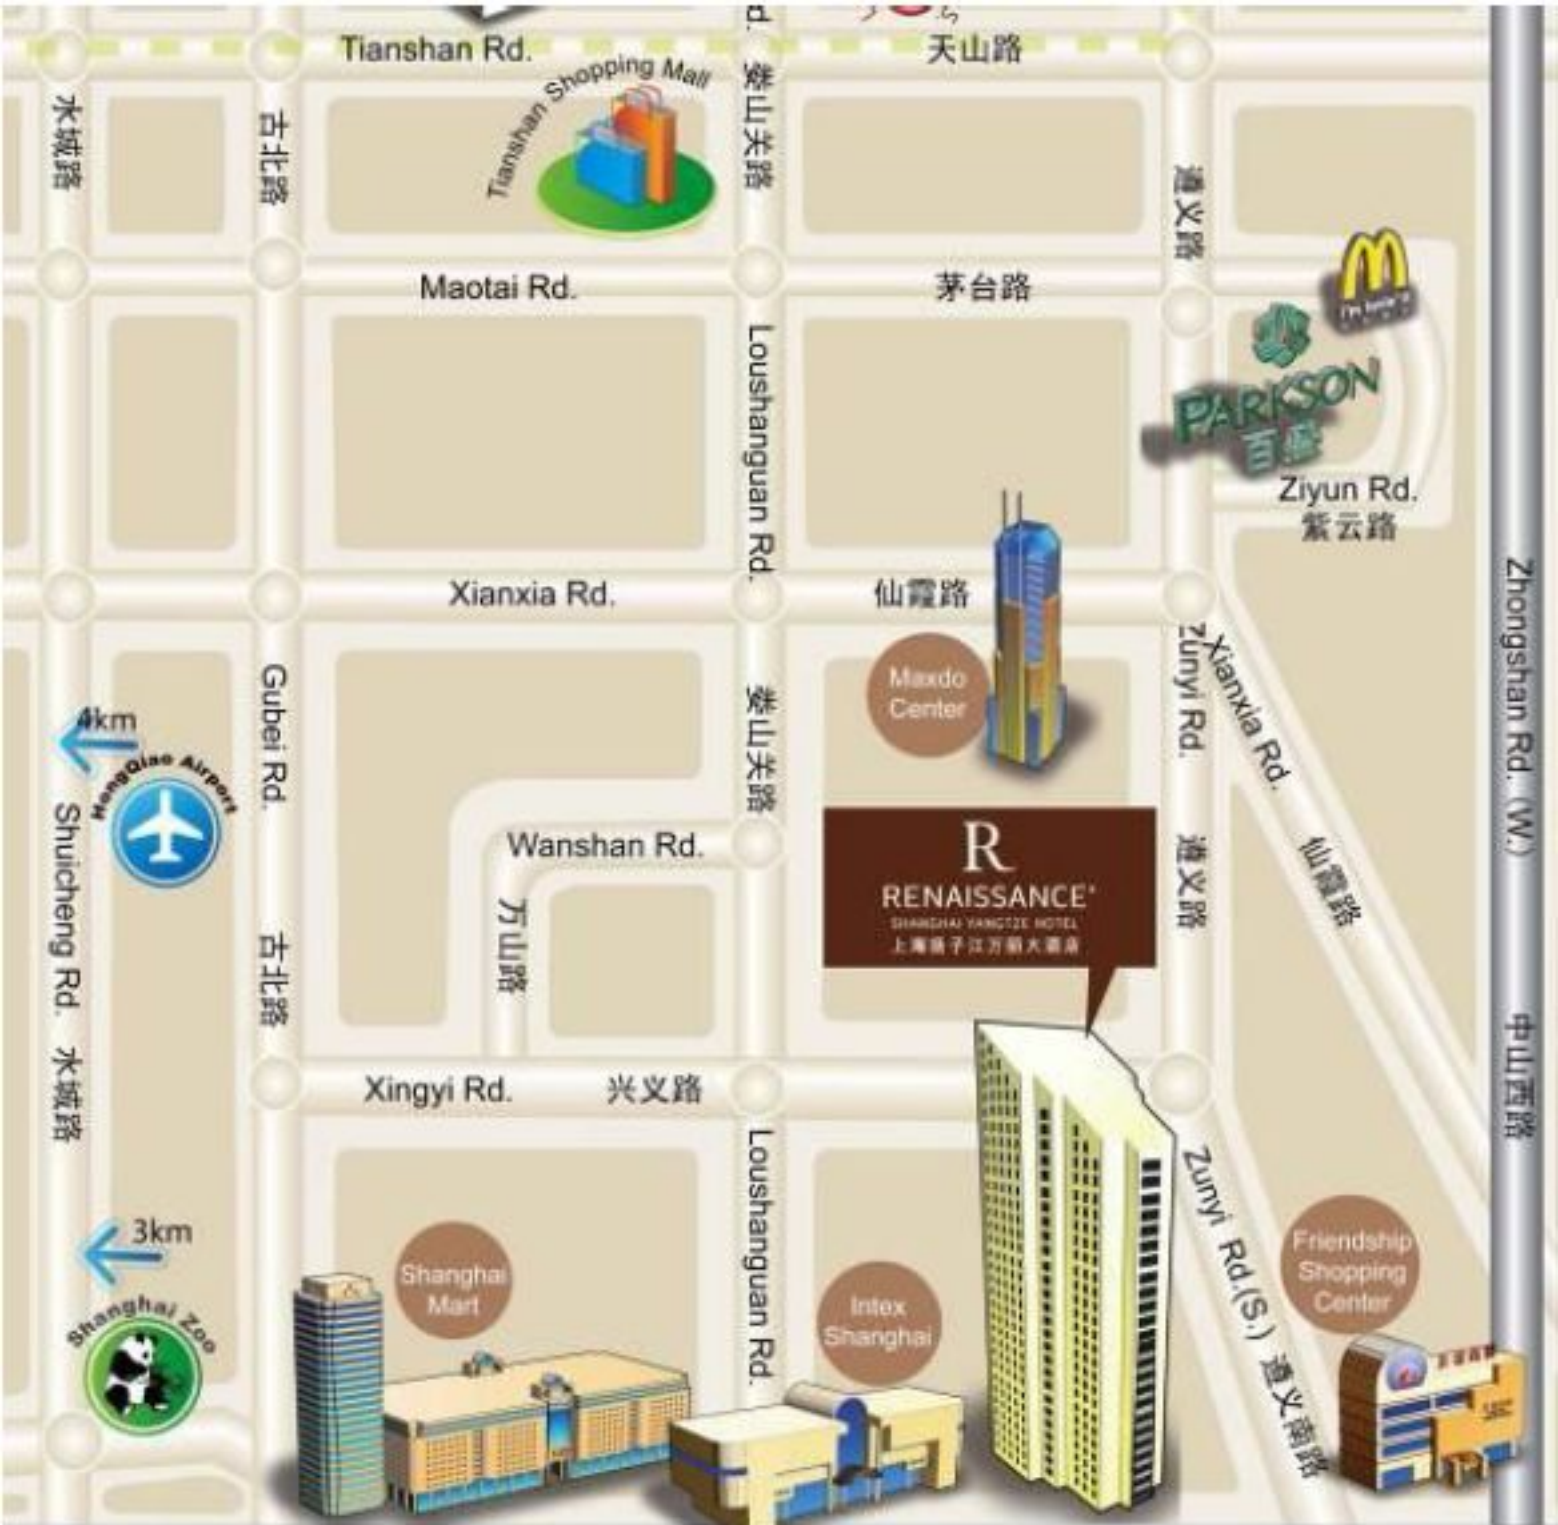 Tianshan Rd.
天山路
Tianshan Shopping Mall
水城路
古北路
娄山关路
遵义路
Maotai Rd.
茅台路
I'm lovin' it
PARKSON
百盛
Ziyun Rd.
紫云路
Loushanguan Rd.
Xianxia Rd.
仙霞路
Zhongshan Rd. (W.)
Maxdo
Center
Zunyi Rd.
Xianxia Rd.
Gubei Rd.
娄山关路
4km
HongQiao Airport
Shuicheng Rd.
Wanshan Rd.
万山路
R
RENAISSANCE
SHANGHAI YANGTZE HOTEL
上海扬子江万丽大酒店
遵义路
仙霞路
古北路
中山西路
水城路
Xingyi Rd.
兴义路
Loushanguan Rd.
Zunyi Rd.(S.)
遵义南路
3km
Shanghai Zoo
Shanghai
Mart
Intex
Shanghai
Friendship
Shopping
Center